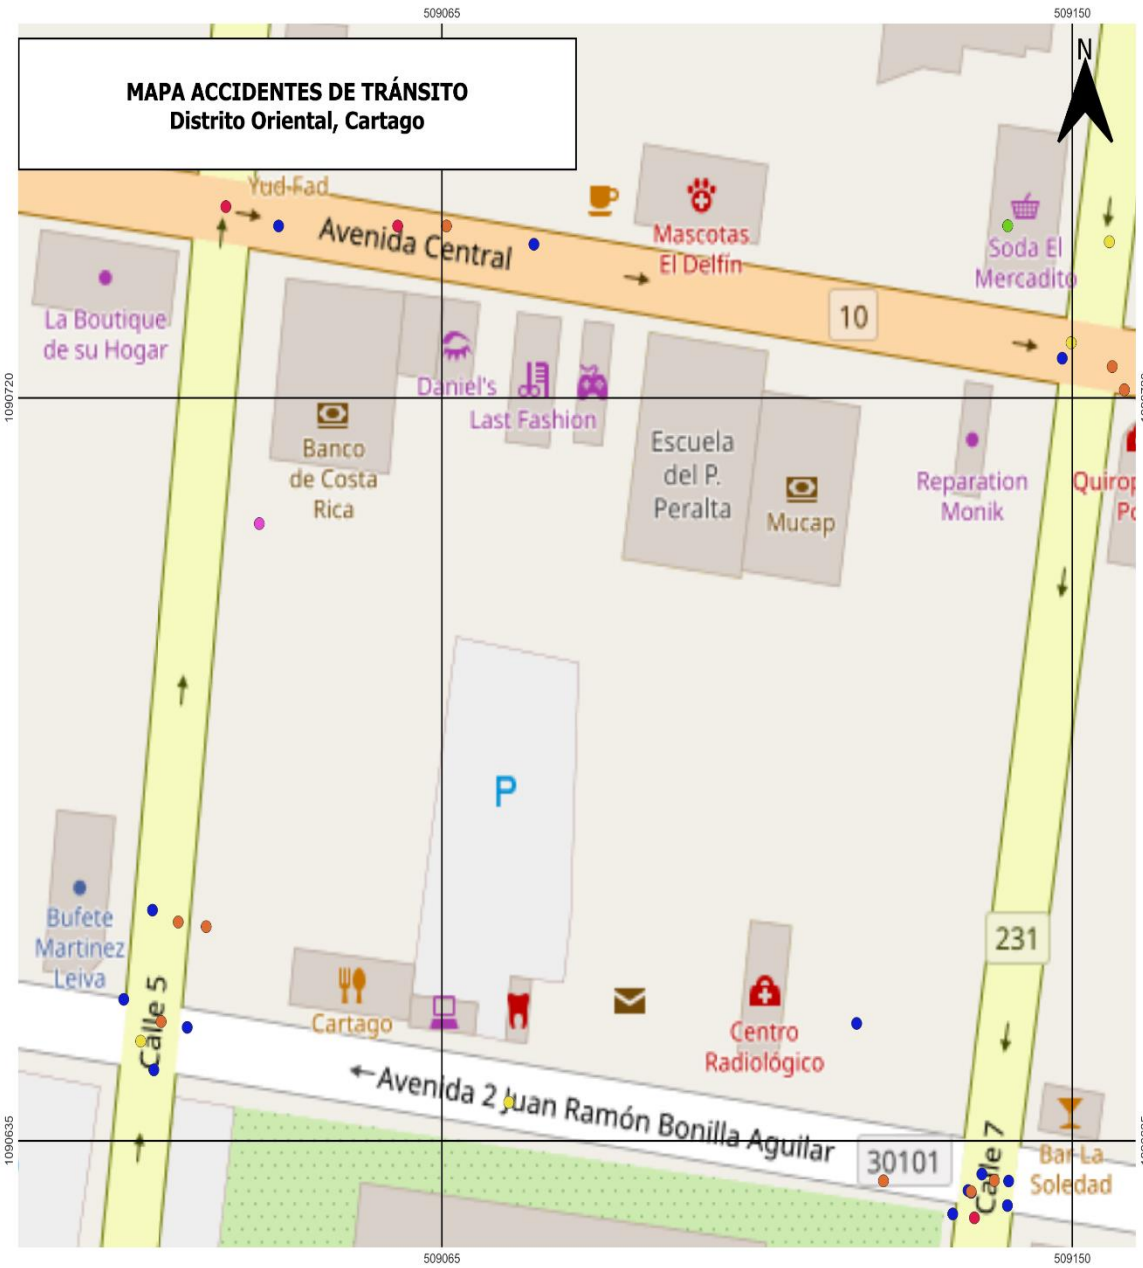 509065
509150
N
MAPA ACCIDENTES DE TRÁNSITO
Distrito Oriental, Cartago
Yud-Fad
Avenida Central
Mascotas
El Delfín
Soda El
Mercadito
10
La Boutique
de su Hogar
Daniel's
Last Fashion
1090720
Banco
de Costa
Rica
Escuela
del P.
Peralta
Mucap
Reparation
Monik
Quirop
Po
P
Bufete
Martinez
Leiva
231
Calle 5
Cartago
Centro
Radiológico
Avenida 2 Juan Ramón Bonilla Aguilar
1090635
30101
Calle 7
Bar La
Soledad
509065
509150